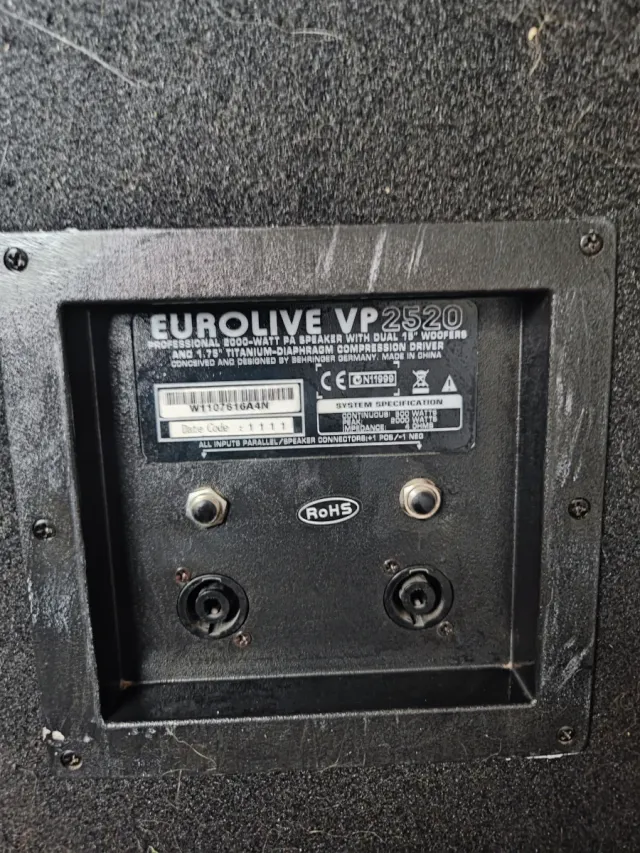 EUROLIVE VP2520
PROFESSIONAL 2000-WATT PA SPEAKER WITH DUAL 15" WOOFERS
AND 1.75" TITANIUM-DIAPHRAGM COMPRESSION DRIVER
CONCEIVED AND DESIGNED BY BEHRINGER GERMANY. MADE IN CHINA
CE N11999
W1107616A4N
SYSTEM SPECIFICATION
CONTINUOUS: 500 WATTS
PEAK: 2000 WATTS
IMPEDANCE: 4 OHMS
Date Code : 1111
ALL INPUTS PARALLEL/SPEAKER CONNECTORS:+1 POS/-1 NEG
RoHS